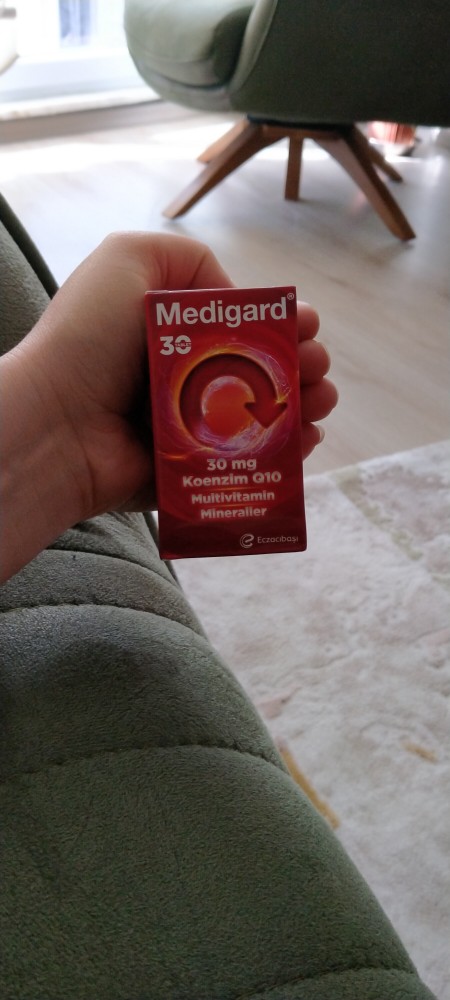 Medigard®
30
30 mg
Koenzim Q10
Multivitamin
Mineraller
Eczacıbaşı